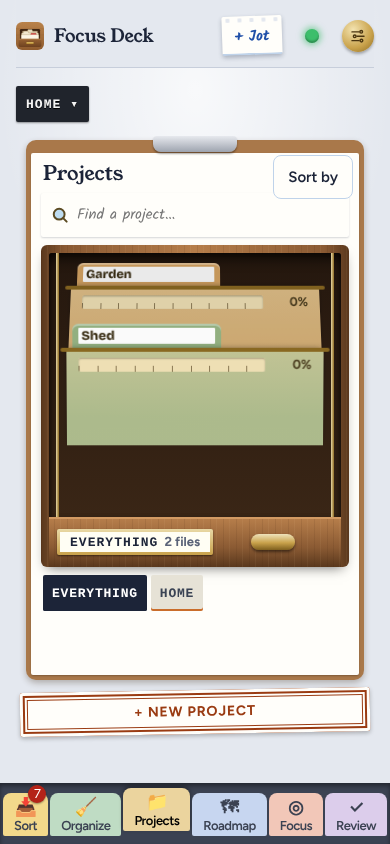 Focus Deck
+ Jot
HOME ▾
Projects
Sort by
Find a project...
Garden
0%
Shed
0%
EVERYTHING 2 files
EVERYTHING
HOME
+ NEW PROJECT
7
Sort
Organize
Projects
Roadmap
Focus
Review